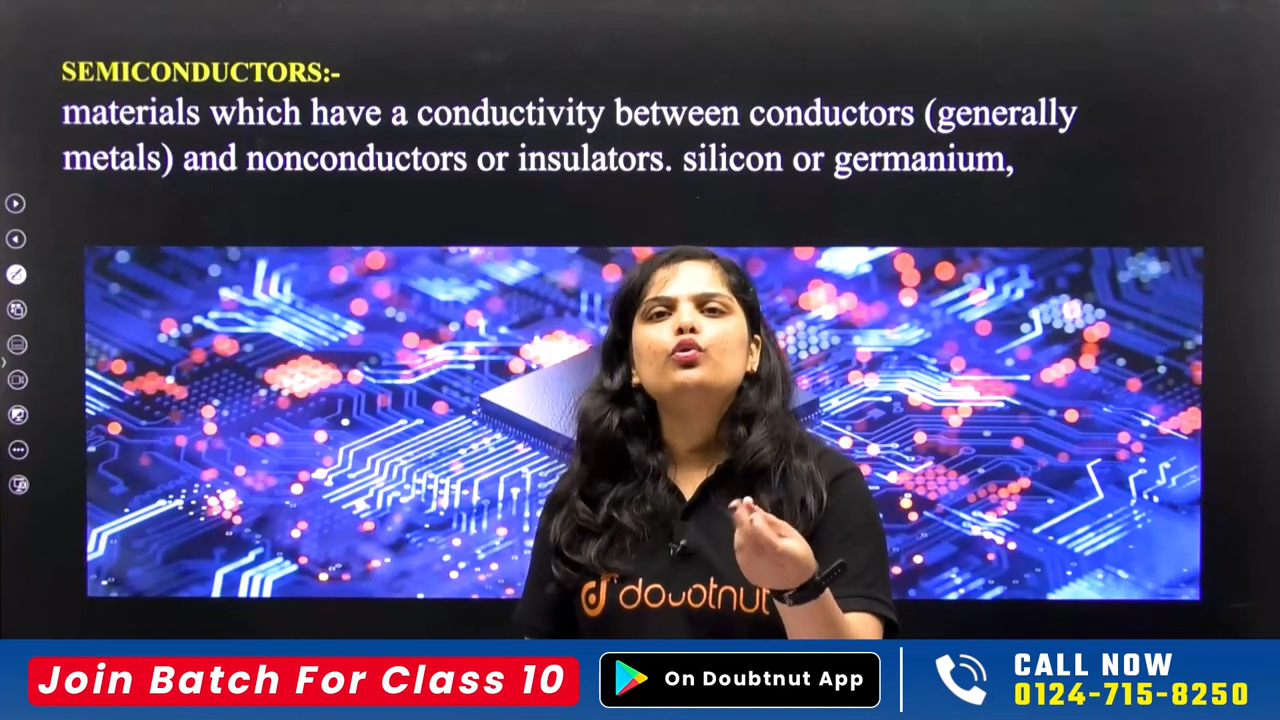 SEMICONDUCTORS:-
materials which have a conductivity between conductors (generally
metals) and nonconductors or insulators. silicon or germanium,
doubtnut
Join Batch For Class 10
On Doubtnut App
CALL NOW
0124-715-8250